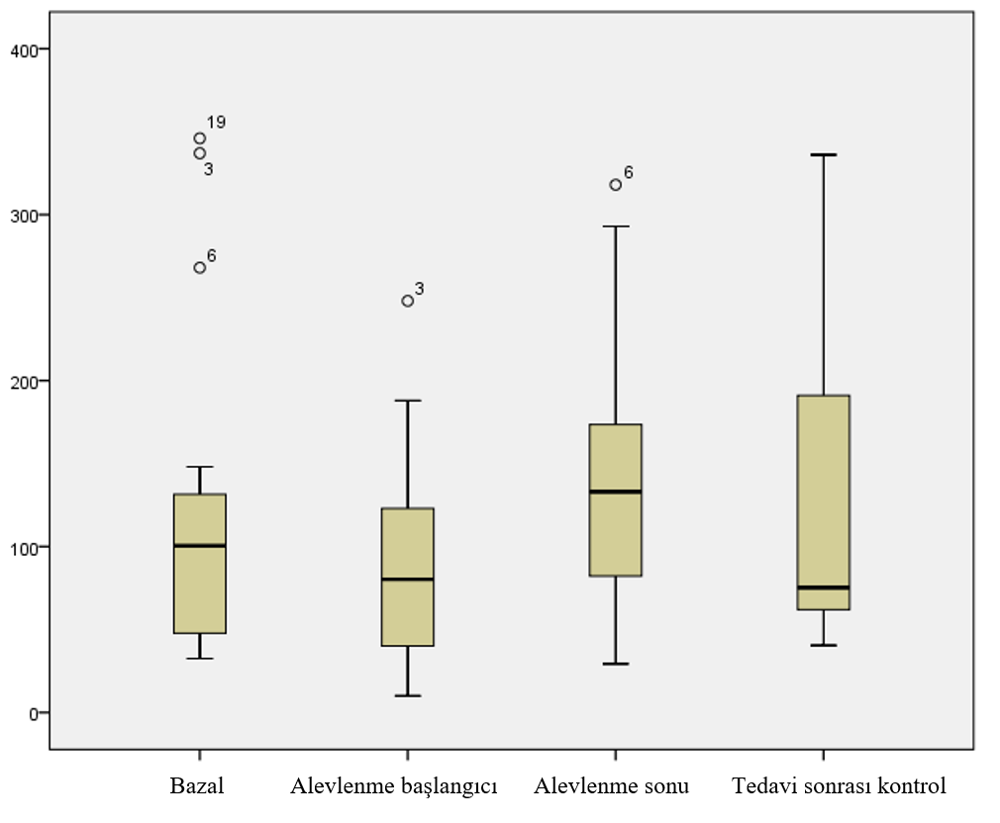 400
19
3
300
6
6
3
200
100
0
Bazal
Alevlenme başlangıcı
Alevlenme sonu
Tedavi sonrası kontrol